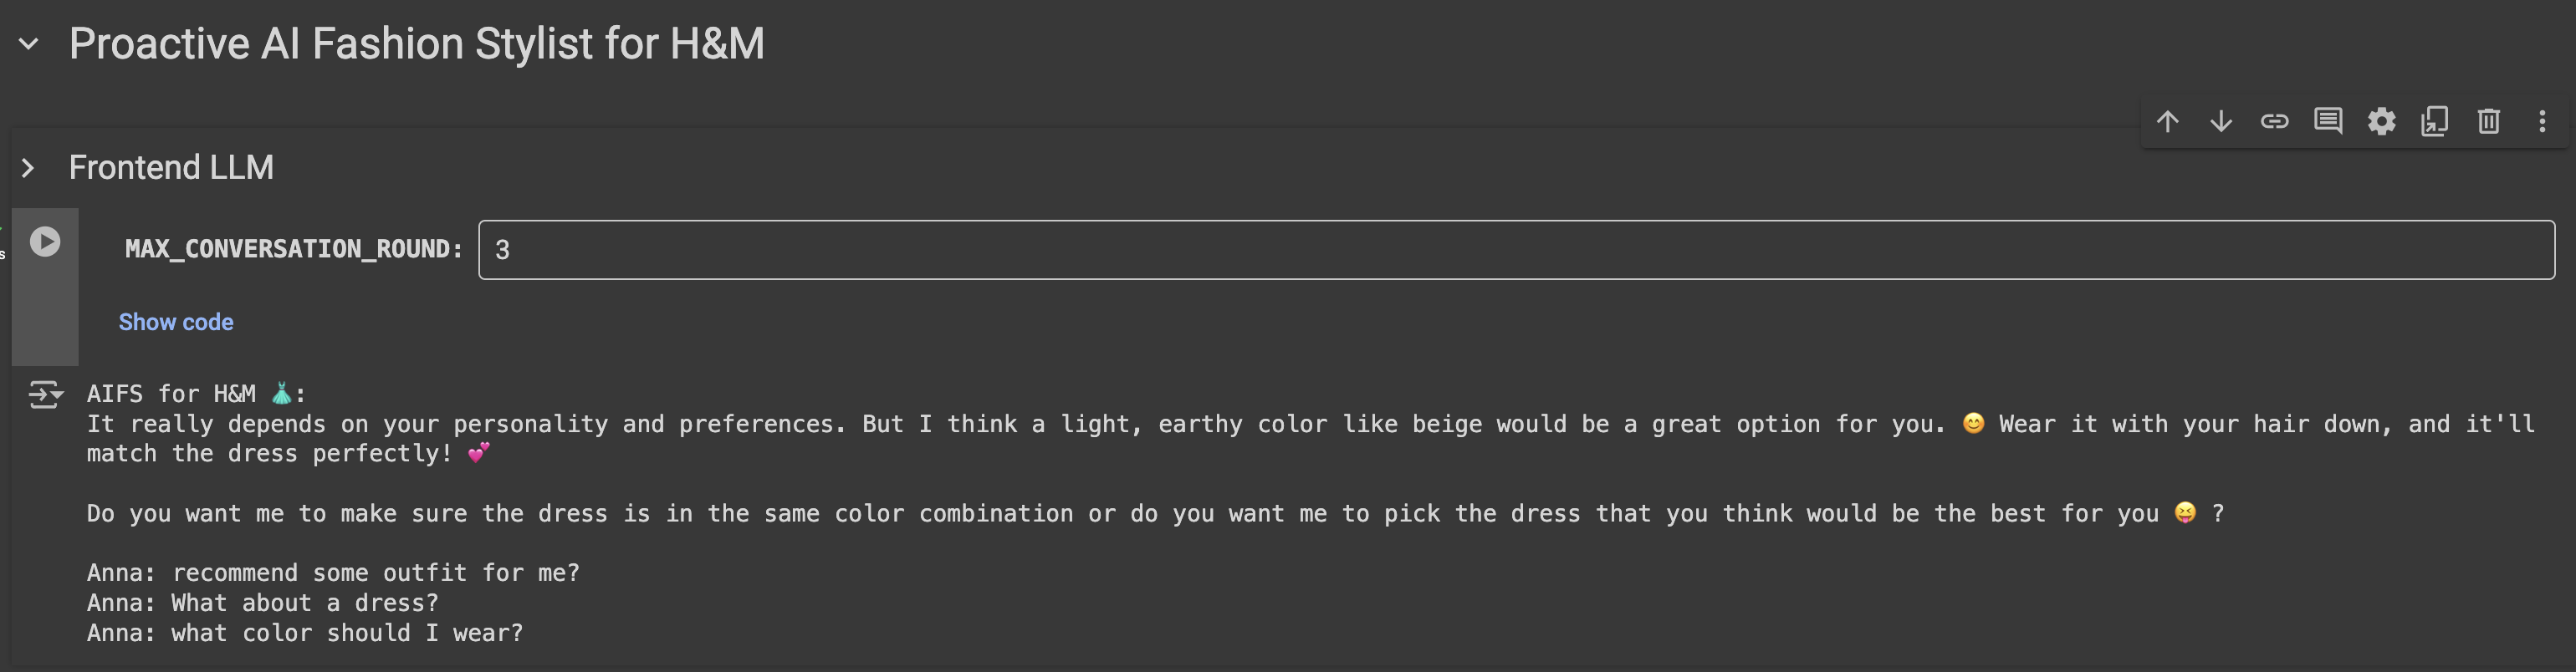 Proactive AI Fashion Stylist for H&M
Frontend LLM
MAX_CONVERSATION_ROUND: 3
s
Show code
AIFS for H&M 👗:
It really depends on your personality and preferences. But I think a light, earthy color like beige would be a great option for you. 😊 Wear it with your hair down, and it'll
match the dress perfectly! 💕
Do you want me to make sure the dress is in the same color combination or do you want me to pick the dress that you think would be the best for you 😝 ?
Anna: recommend some outfit for me?
Anna: What about a dress?
Anna: what color should I wear?